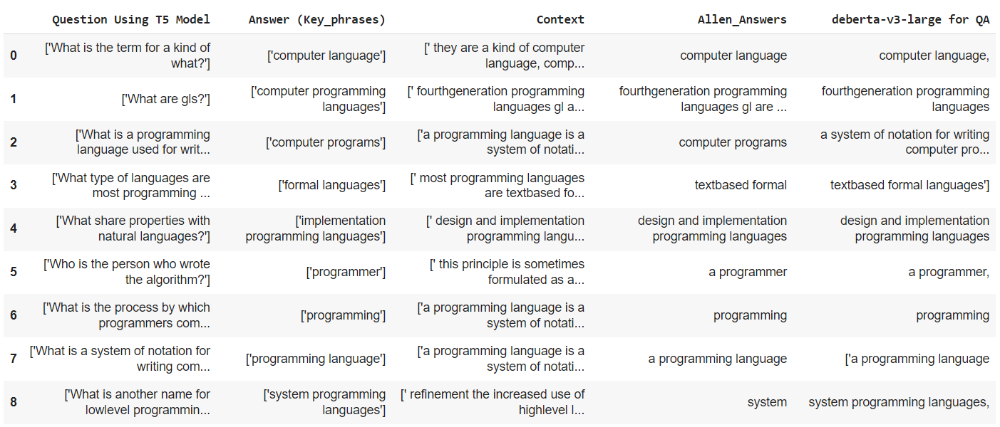 Question Using T5 Model Answer (Key_phrases) Context Allen_Answers deberta-v3-large for QA
0 ['What is the term for a kind of what?'] ['computer language'] [' they are a kind of computer language, comp... computer language computer language,
1 ['What are gls?'] ['computer programming languages'] [' fourthgeneration programming languages gl a... fourthgeneration programming languages gl are ... fourthgeneration programming languages
2 ['What is a programming language used for writ... ['computer programs'] ['a programming language is a system of notati... computer programs a system of notation for writing computer pro...
3 ['What type of languages are most programming ... ['formal languages'] [' most programming languages are textbased fo... textbased formal textbased formal languages']
4 ['What share properties with natural languages?'] ['implementation programming languages'] [' design and implementation programming langu... design and implementation programming languages design and implementation programming languages
5 ['Who is the person who wrote the algorithm?'] ['programmer'] [' this principle is sometimes formulated as a... a programmer a programmer,
6 ['What is the process by which programmers com... ['programming'] ['a programming language is a system of notati... programming programming
7 ['What is a system of notation for writing com... ['programming language'] ['a programming language is a system of notati... a programming language ['a programming language
8 ['What is another name for lowlevel programmin... ['system programming languages'] [' refinement the increased use of highlevel l... system system programming languages,